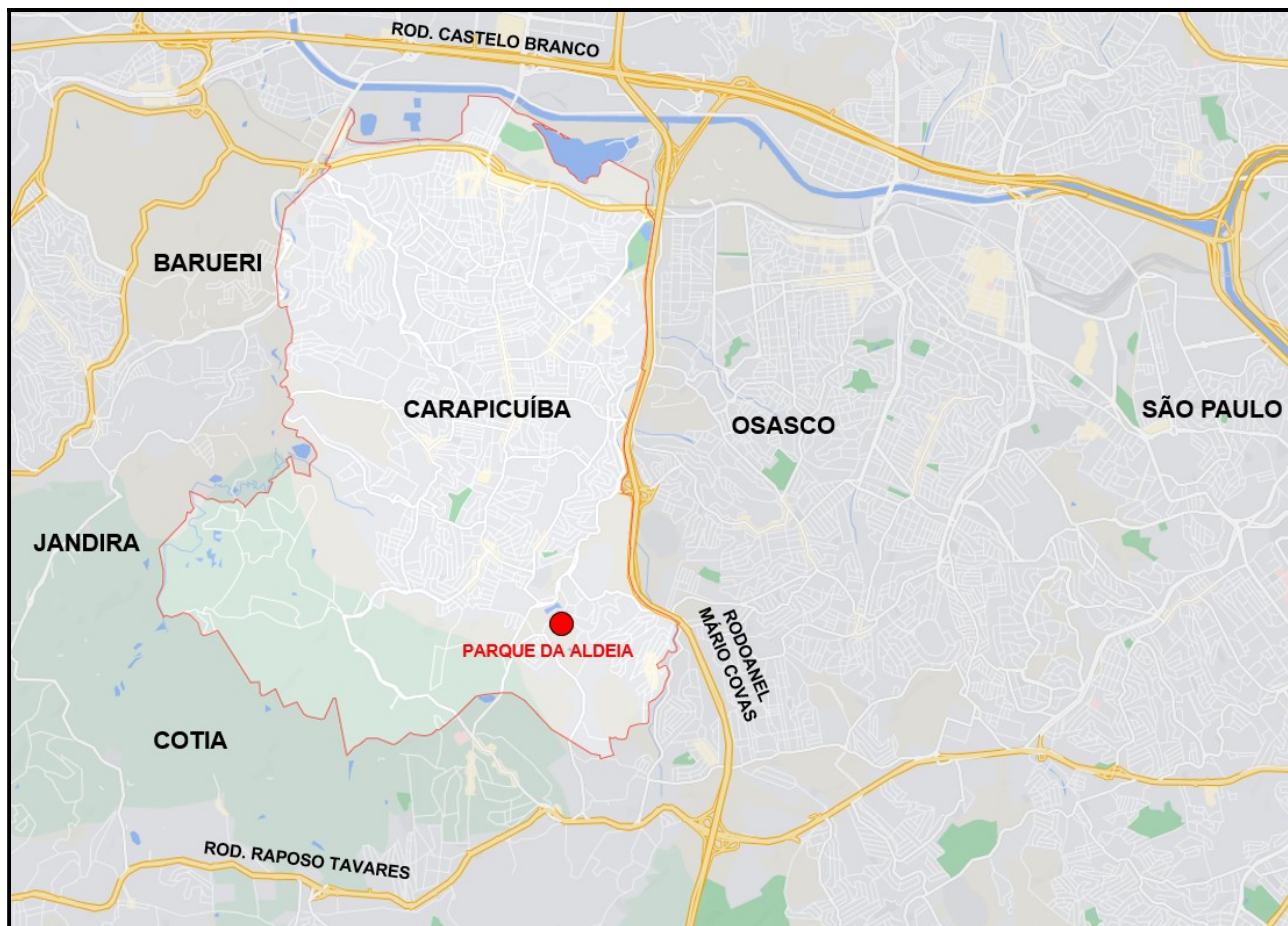 ROD. CASTELO BRANCO
BARUERI
CARAPICUÍBA
OSASCO
SÃO PAULO
JANDIRA
PARQUE DA ALDEIA
RODOANEL
MÁRIO COVAS
COTIA
ROD. RAPOSO TAVARES